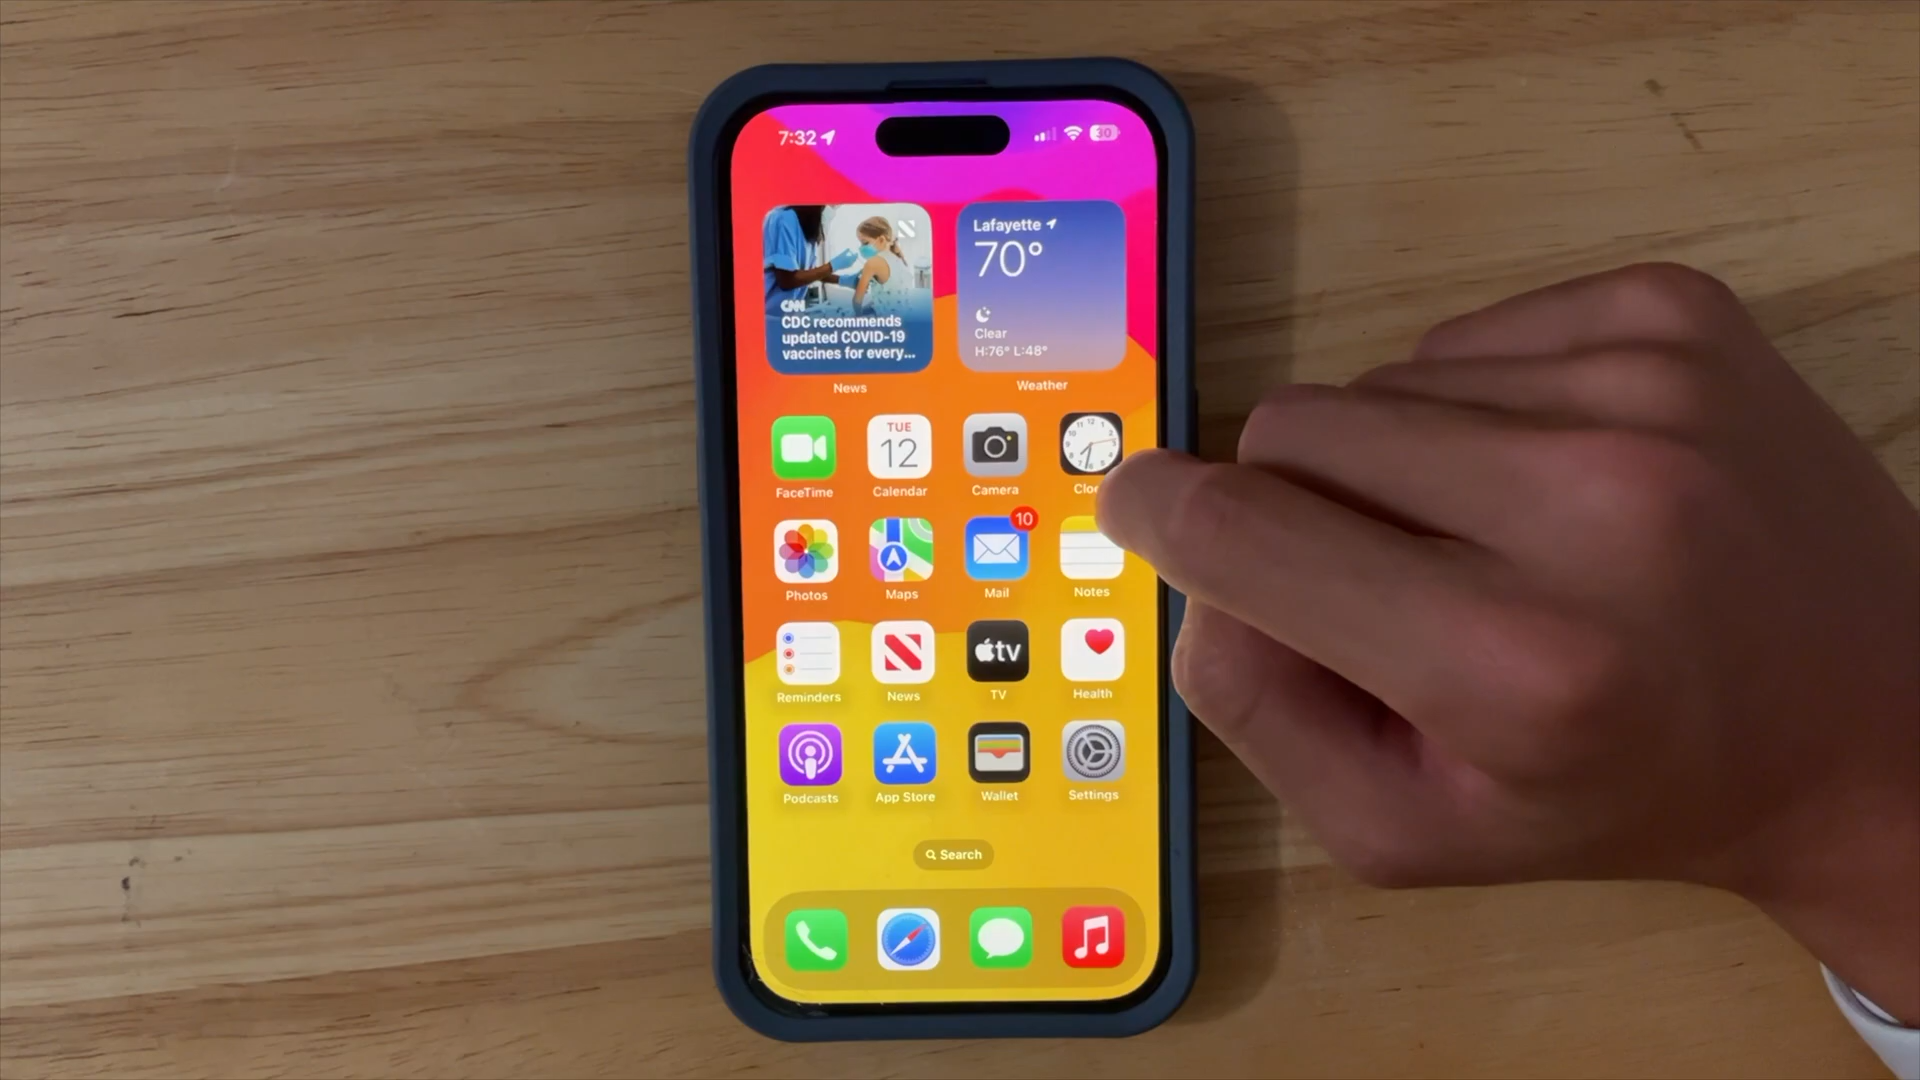 7:32
30
Lafayette
70°
CNN
CDC recommends
updated COVID-19
vaccines for every...
Clear
H:76° L:48°
News
Weather
TUE
12
FaceTime
Calendar
Camera
10
Photos
Maps
Mail
Notes
tv
Reminders
News
TV
Health
Podcasts
App Store
Wallet
Settings
Search